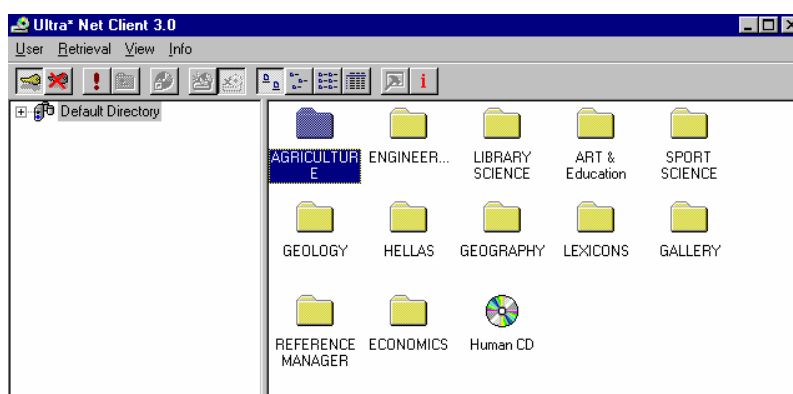 Ultra* Net Client 3.0
User Retrieval View Info
Default Directory
AGRICULTUR
E
ENGINEER...
LIBRARY
SCIENCE
ART &
Education
SPORT
SCIENCE
GEOLOGY
HELLAS
GEOGRAPHY
LEXICONS
GALLERY
REFERENCE
MANAGER
ECONOMICS
Human CD